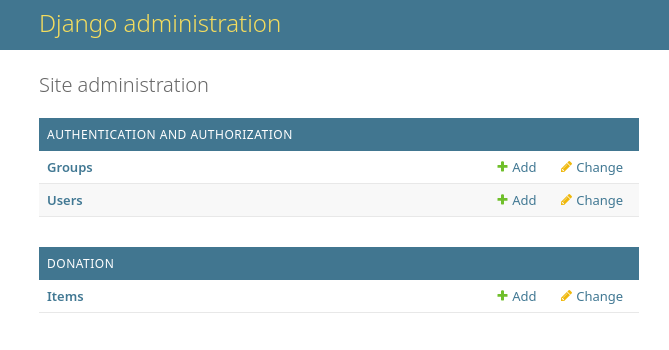 Django administration
Site administration
AUTHENTICATION AND AUTHORIZATION
Groups Add Change
Users Add Change
DONATION
Items Add Change